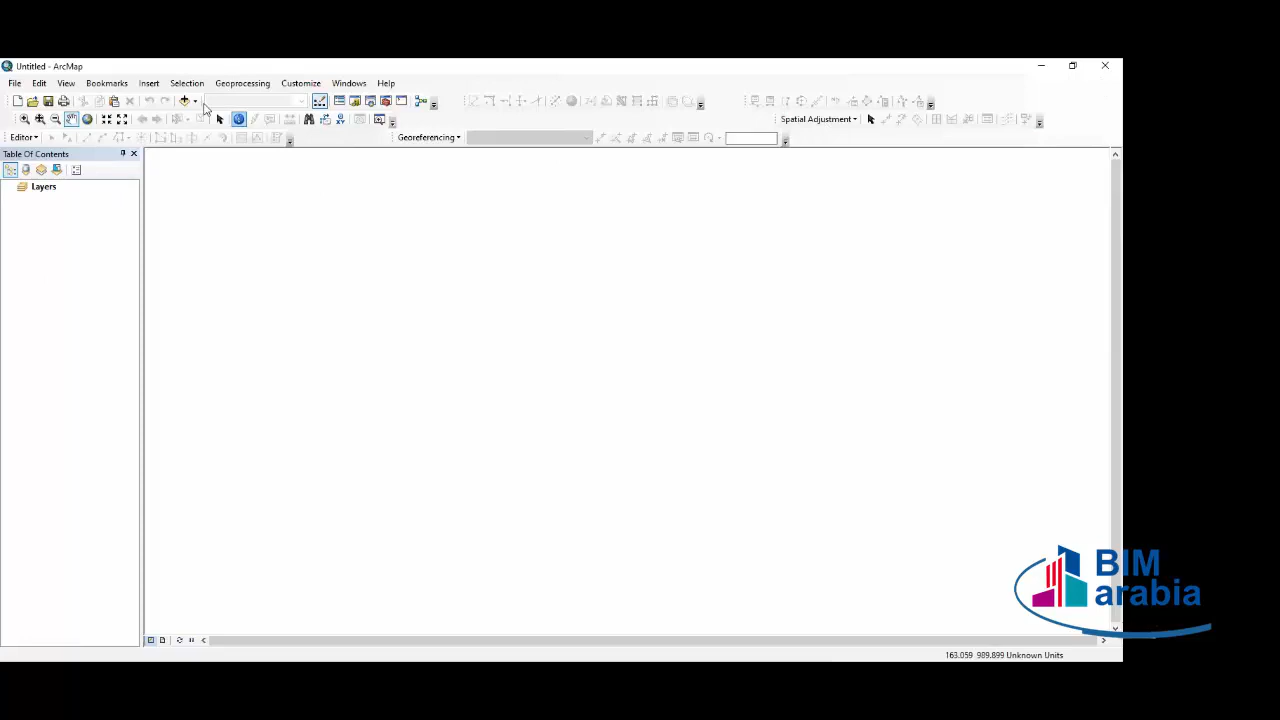 Untitled - ArcMap
File Edit View Bookmarks Insert Selection Geoprocessing Customize Windows Help
Spatial Adjustment
Editor Georeferencing
Table Of Contents
Layers
BIM
arabia
163.059 989.899 Unknown Units